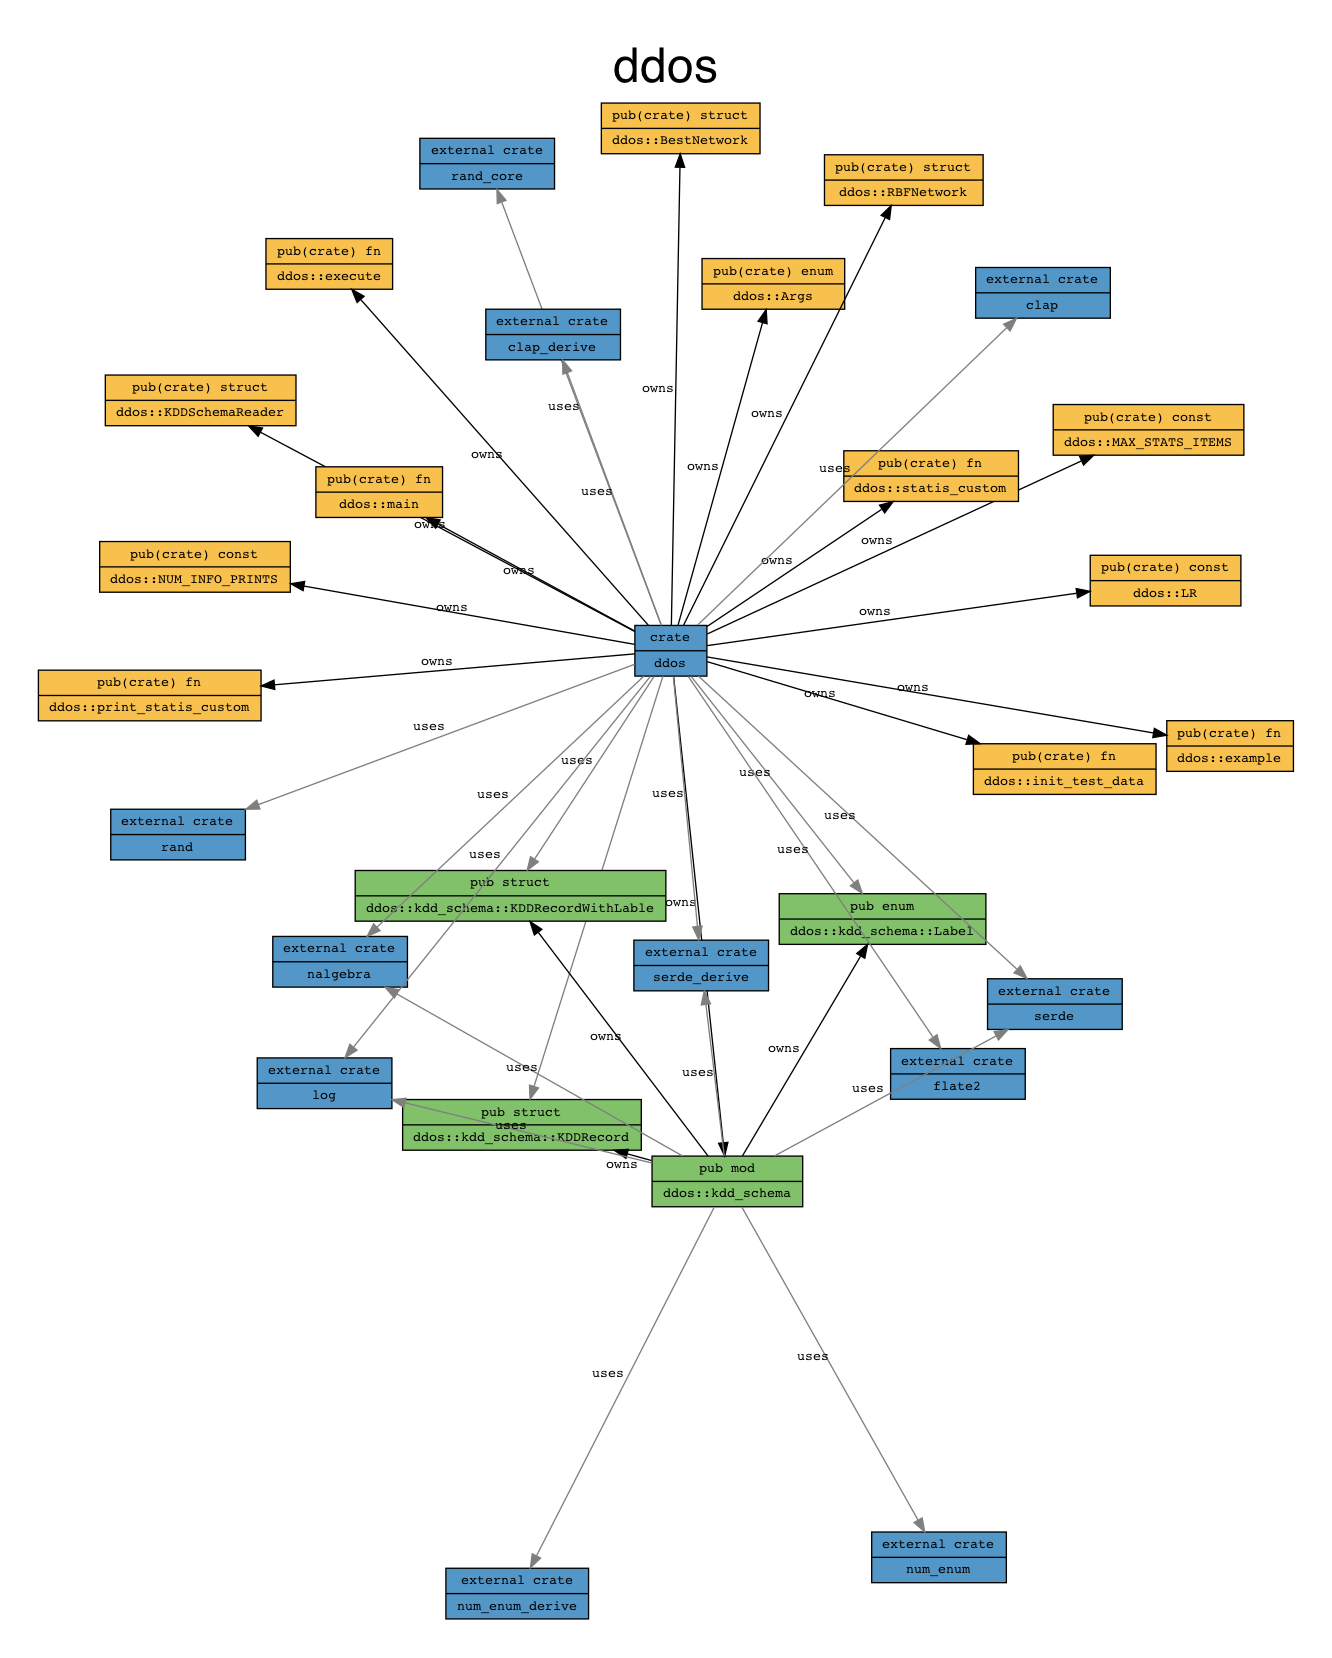 ddos
pub(crate) struct
ddos::BestNetwork
external crate
rand_core
pub(crate) struct
ddos::RBFNetwork
pub(crate) fn
ddos::execute
pub(crate) enum
ddos::Args
external crate
clap
external crate
clap_derive
pub(crate) struct
ddos::KDDSchemaReader
owns
uses
owns
pub(crate) const
ddos::MAX_STATS_ITEMS
owns
owns
uses
pub(crate) fn
ddos::statis_custom
pub(crate) fn
ddos::main
uses
owns
owns
owns
owns
pub(crate) const
ddos::NUM_INFO_PRINTS
pub(crate) const
ddos::LR
owns
owns
crate
ddos
owns
pub(crate) fn
ddos::print_statis_custom
owns
owns
uses
pub(crate) fn
ddos::example
pub(crate) fn
ddos::init_test_data
uses
uses
uses
uses
uses
external crate
rand
uses
uses
pub struct
ddos::kdd_schema::KDDRecordWithLable
owns
pub enum
ddos::kdd_schema::Label
external crate
nalgebra
external crate
serde_derive
external crate
serde
owns
owns
external crate
log
uses
uses
external crate
flate2
uses
pub struct
uses
ddos::kdd_schema::KDDRecord
owns
pub mod
ddos::kdd_schema
uses
uses
external crate
num_enum
external crate
num_enum_derive